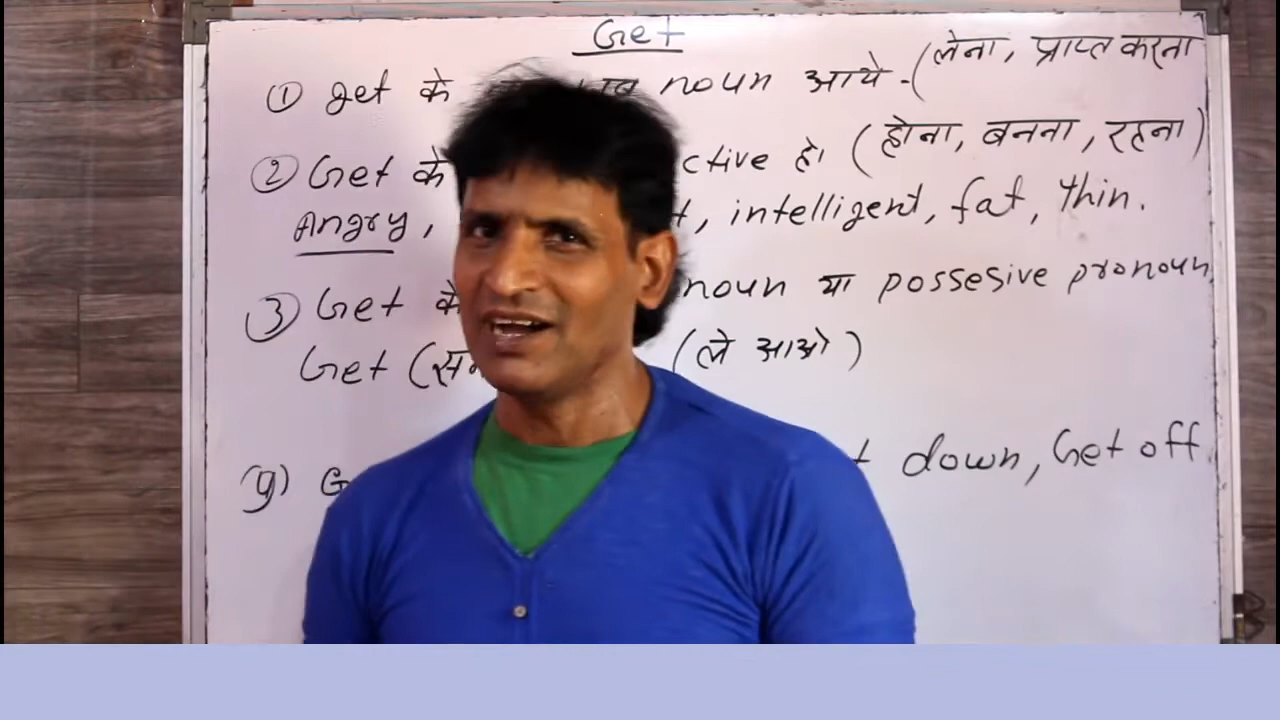 Get
① get के noun आये - (लेना, प्राप्त करना
② Get के ctive हो (होना, बनना, रहना)
Angry, t, intelligent, fat, thin.
③ Get के noun या possesive pronoun
Get (ले आओ)
down, Get off